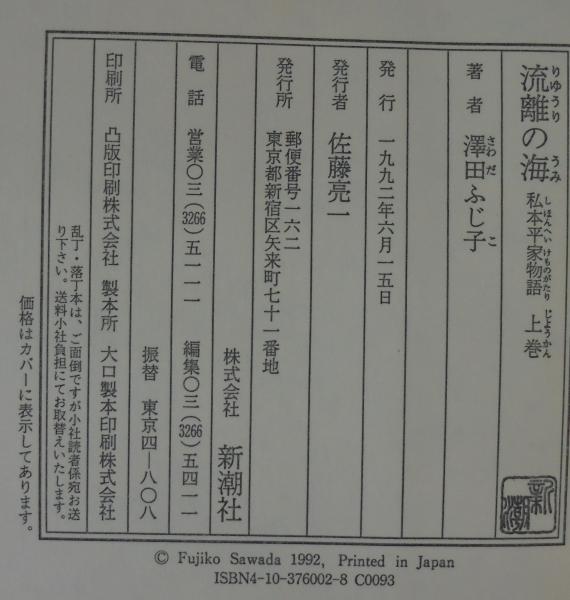 流離の海 私本平家物語 上巻
りゆうり うみ しほんへいけものがたり じようかん
著者 澤田ふじ子
さわだ こ
発行 一九九二年六月一五日
発行者 佐藤亮一
発行所 郵便番号一六二
東京都新宿区矢来町七十一番地
株式会社 新潮社
電話 営業〇三(3266)五一一一 編集〇三(3266)五四一一
振替 東京四—八〇八
印刷所 凸版印刷株式会社 製本所 大口製本印刷株式会社
乱丁・落丁本は、ご面倒ですが小社読者係宛お送
り下さい。送料小社負担にてお取替えいたします。
価格はカバーに表示してあります。
新潮
© Fujiko Sawada 1992, Printed in Japan
ISBN4-10-376002-8 C0093